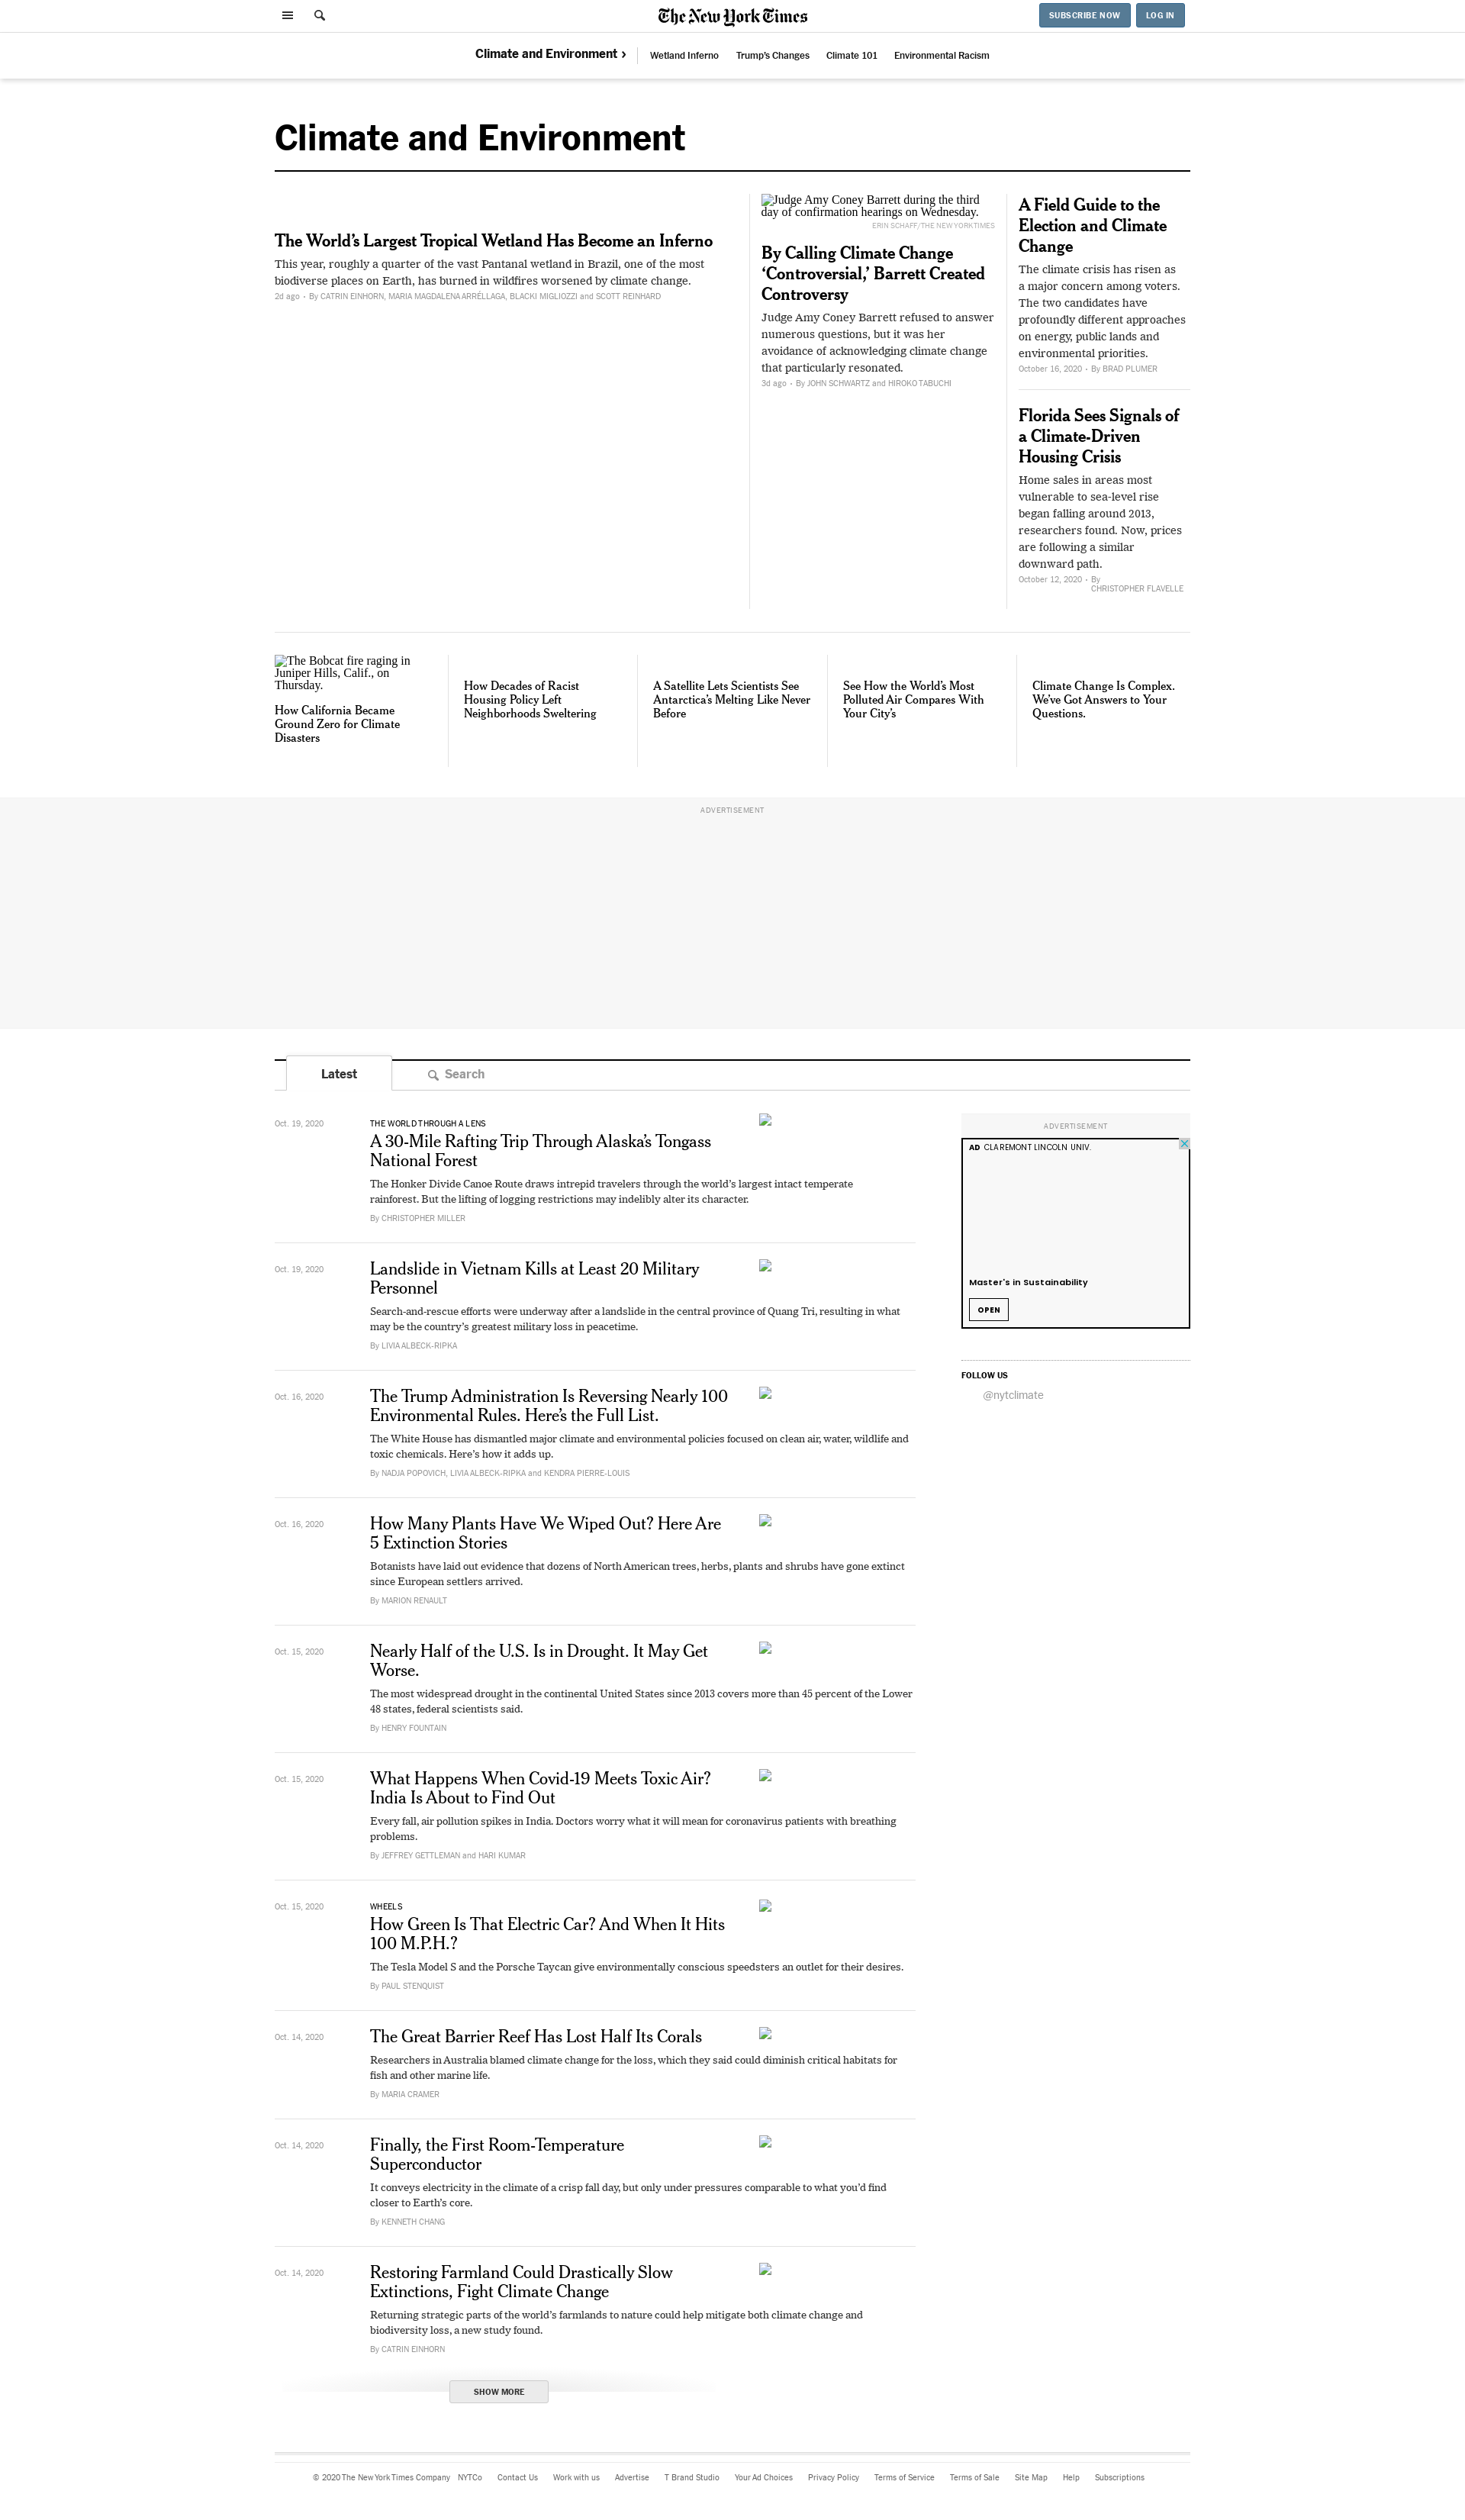 The New York Times
SUBSCRIBE NOW
LOG IN
Climate and Environment ›
Wetland Inferno
Trump's Changes
Climate 101
Environmental Racism
Climate and Environment
The World's Largest Tropical Wetland Has Become an Inferno
This year, roughly a quarter of the vast Pantanal wetland in Brazil, one of the most
biodiverse places on Earth, has burned in wildfires worsened by climate change.
2d ago • By CATRIN EINHORN, MARIA MAGDALENA ARRÉLLAGA, BLACKI MIGLIOZZI and SCOTT REINHARD
Judge Amy Coney Barrett during the third
day of confirmation hearings on Wednesday.
ERIN SCHAFF/THE NEW YORK TIMES
By Calling Climate Change
‘Controversial,’ Barrett Created
Controversy
Judge Amy Coney Barrett refused to answer
numerous questions, but it was her
avoidance of acknowledging climate change
that particularly resonated.
3d ago • By JOHN SCHWARTZ and HIROKO TABUCHI
A Field Guide to the
Election and Climate
Change
The climate crisis has risen as
a major concern among voters.
The two candidates have
profoundly different approaches
on energy, public lands and
environmental priorities.
October 16, 2020 • By BRAD PLUMER
Florida Sees Signals of
a Climate-Driven
Housing Crisis
Home sales in areas most
vulnerable to sea-level rise
began falling around 2013,
researchers found. Now, prices
are following a similar
downward path.
October 12, 2020 • By
CHRISTOPHER FLAVELLE
The Bobcat fire raging in
Juniper Hills, Calif., on
Thursday.
How California Became
Ground Zero for Climate
Disasters
How Decades of Racist
Housing Policy Left
Neighborhoods Sweltering
A Satellite Lets Scientists See
Antarctica's Melting Like Never
Before
See How the World's Most
Polluted Air Compares With
Your City's
Climate Change Is Complex.
We've Got Answers to Your
Questions.
ADVERTISEMENT
Latest
Search
Oct. 19, 2020
THE WORLD THROUGH A LENS
A 30-Mile Rafting Trip Through Alaska's Tongass
National Forest
The Honker Divide Canoe Route draws intrepid travelers through the world's largest intact temperate
rainforest. But the lifting of logging restrictions may indelibly alter its character.
By CHRISTOPHER MILLER
Oct. 19, 2020
Landslide in Vietnam Kills at Least 20 Military
Personnel
Search-and-rescue efforts were underway after a landslide in the central province of Quang Tri, resulting in what
may be the country's greatest military loss in peacetime.
By LIVIA ALBECK-RIPKA
Oct. 16, 2020
The Trump Administration Is Reversing Nearly 100
Environmental Rules. Here's the Full List.
The White House has dismantled major climate and environmental policies focused on clean air, water, wildlife and
toxic chemicals. Here's how it adds up.
By NADJA POPOVICH, LIVIA ALBECK-RIPKA and KENDRA PIERRE-LOUIS
Oct. 16, 2020
How Many Plants Have We Wiped Out? Here Are
5 Extinction Stories
Botanists have laid out evidence that dozens of North American trees, herbs, plants and shrubs have gone extinct
since European settlers arrived.
By MARION RENAULT
Oct. 15, 2020
Nearly Half of the U.S. Is in Drought. It May Get
Worse.
The most widespread drought in the continental United States since 2013 covers more than 45 percent of the Lower
48 states, federal scientists said.
By HENRY FOUNTAIN
Oct. 15, 2020
What Happens When Covid-19 Meets Toxic Air?
India Is About to Find Out
Every fall, air pollution spikes in India. Doctors worry what it will mean for coronavirus patients with breathing
problems.
By JEFFREY GETTLEMAN and HARI KUMAR
Oct. 15, 2020
WHEELS
How Green Is That Electric Car? And When It Hits
100 M.P.H.?
The Tesla Model S and the Porsche Taycan give environmentally conscious speedsters an outlet for their desires.
By PAUL STENQUIST
Oct. 14, 2020
The Great Barrier Reef Has Lost Half Its Corals
Researchers in Australia blamed climate change for the loss, which they said could diminish critical habitats for
fish and other marine life.
By MARIA CRAMER
Oct. 14, 2020
Finally, the First Room-Temperature
Superconductor
It conveys electricity in the climate of a crisp fall day, but only under pressures comparable to what you'd find
closer to Earth's core.
By KENNETH CHANG
Oct. 14, 2020
Restoring Farmland Could Drastically Slow
Extinctions, Fight Climate Change
Returning strategic parts of the world's farmlands to nature could help mitigate both climate change and
biodiversity loss, a new study found.
By CATRIN EINHORN
SHOW MORE
ADVERTISEMENT
AD CLAREMONT LINCOLN UNIV.
Master's in Sustainability
OPEN
FOLLOW US
@nytclimate
© 2020 The New York Times Company
NYTCo
Contact Us
Work with us
Advertise
T Brand Studio
Your Ad Choices
Privacy Policy
Terms of Service
Terms of Sale
Site Map
Help
Subscriptions